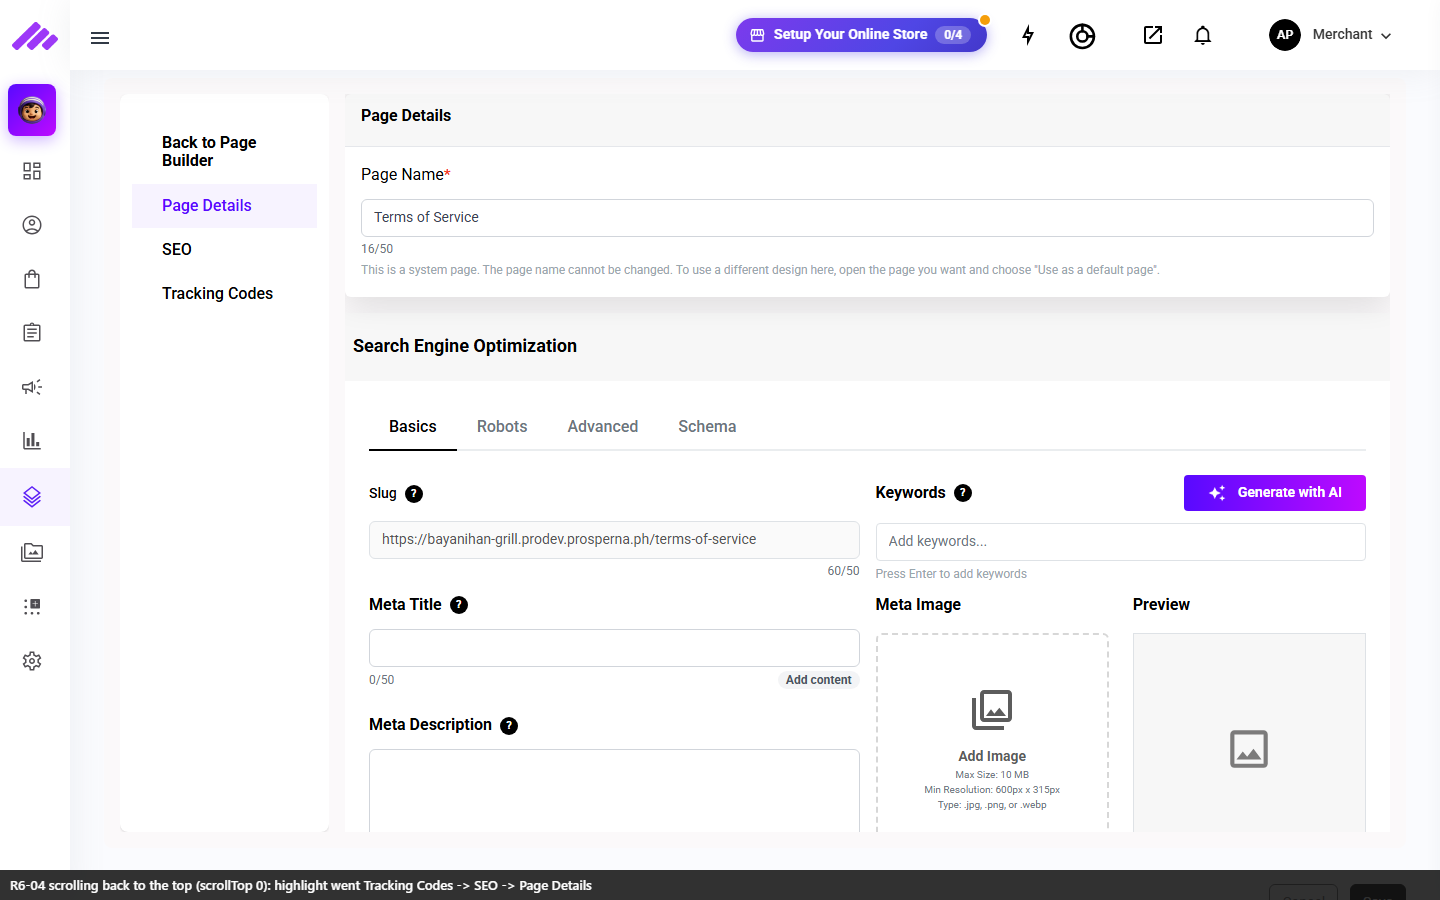 Setup Your Online Store 0/4
AP Merchant
Back to Page
Builder
Page Details
SEO
Tracking Codes
Page Details
Page Name*
Terms of Service
16/50
This is a system page. The page name cannot be changed. To use a different design here, open the page you want and choose "Use as a default page".
Search Engine Optimization
Basics Robots Advanced Schema
Slug ?
https://bayanihan-grill.prodev.prosperna.ph/terms-of-service
60/50
Keywords ?
Generate with AI
Add keywords...
Press Enter to add keywords
Meta Title ?
0/50 Add content
Meta Description ?
Meta Image
Add Image
Max Size: 10 MB
Min Resolution: 600px x 315px
Type: .jpg, .png, or .webp
Preview
R6-04 scrolling back to the top (scrollTop 0): highlight went Tracking Codes -> SEO -> Page Details